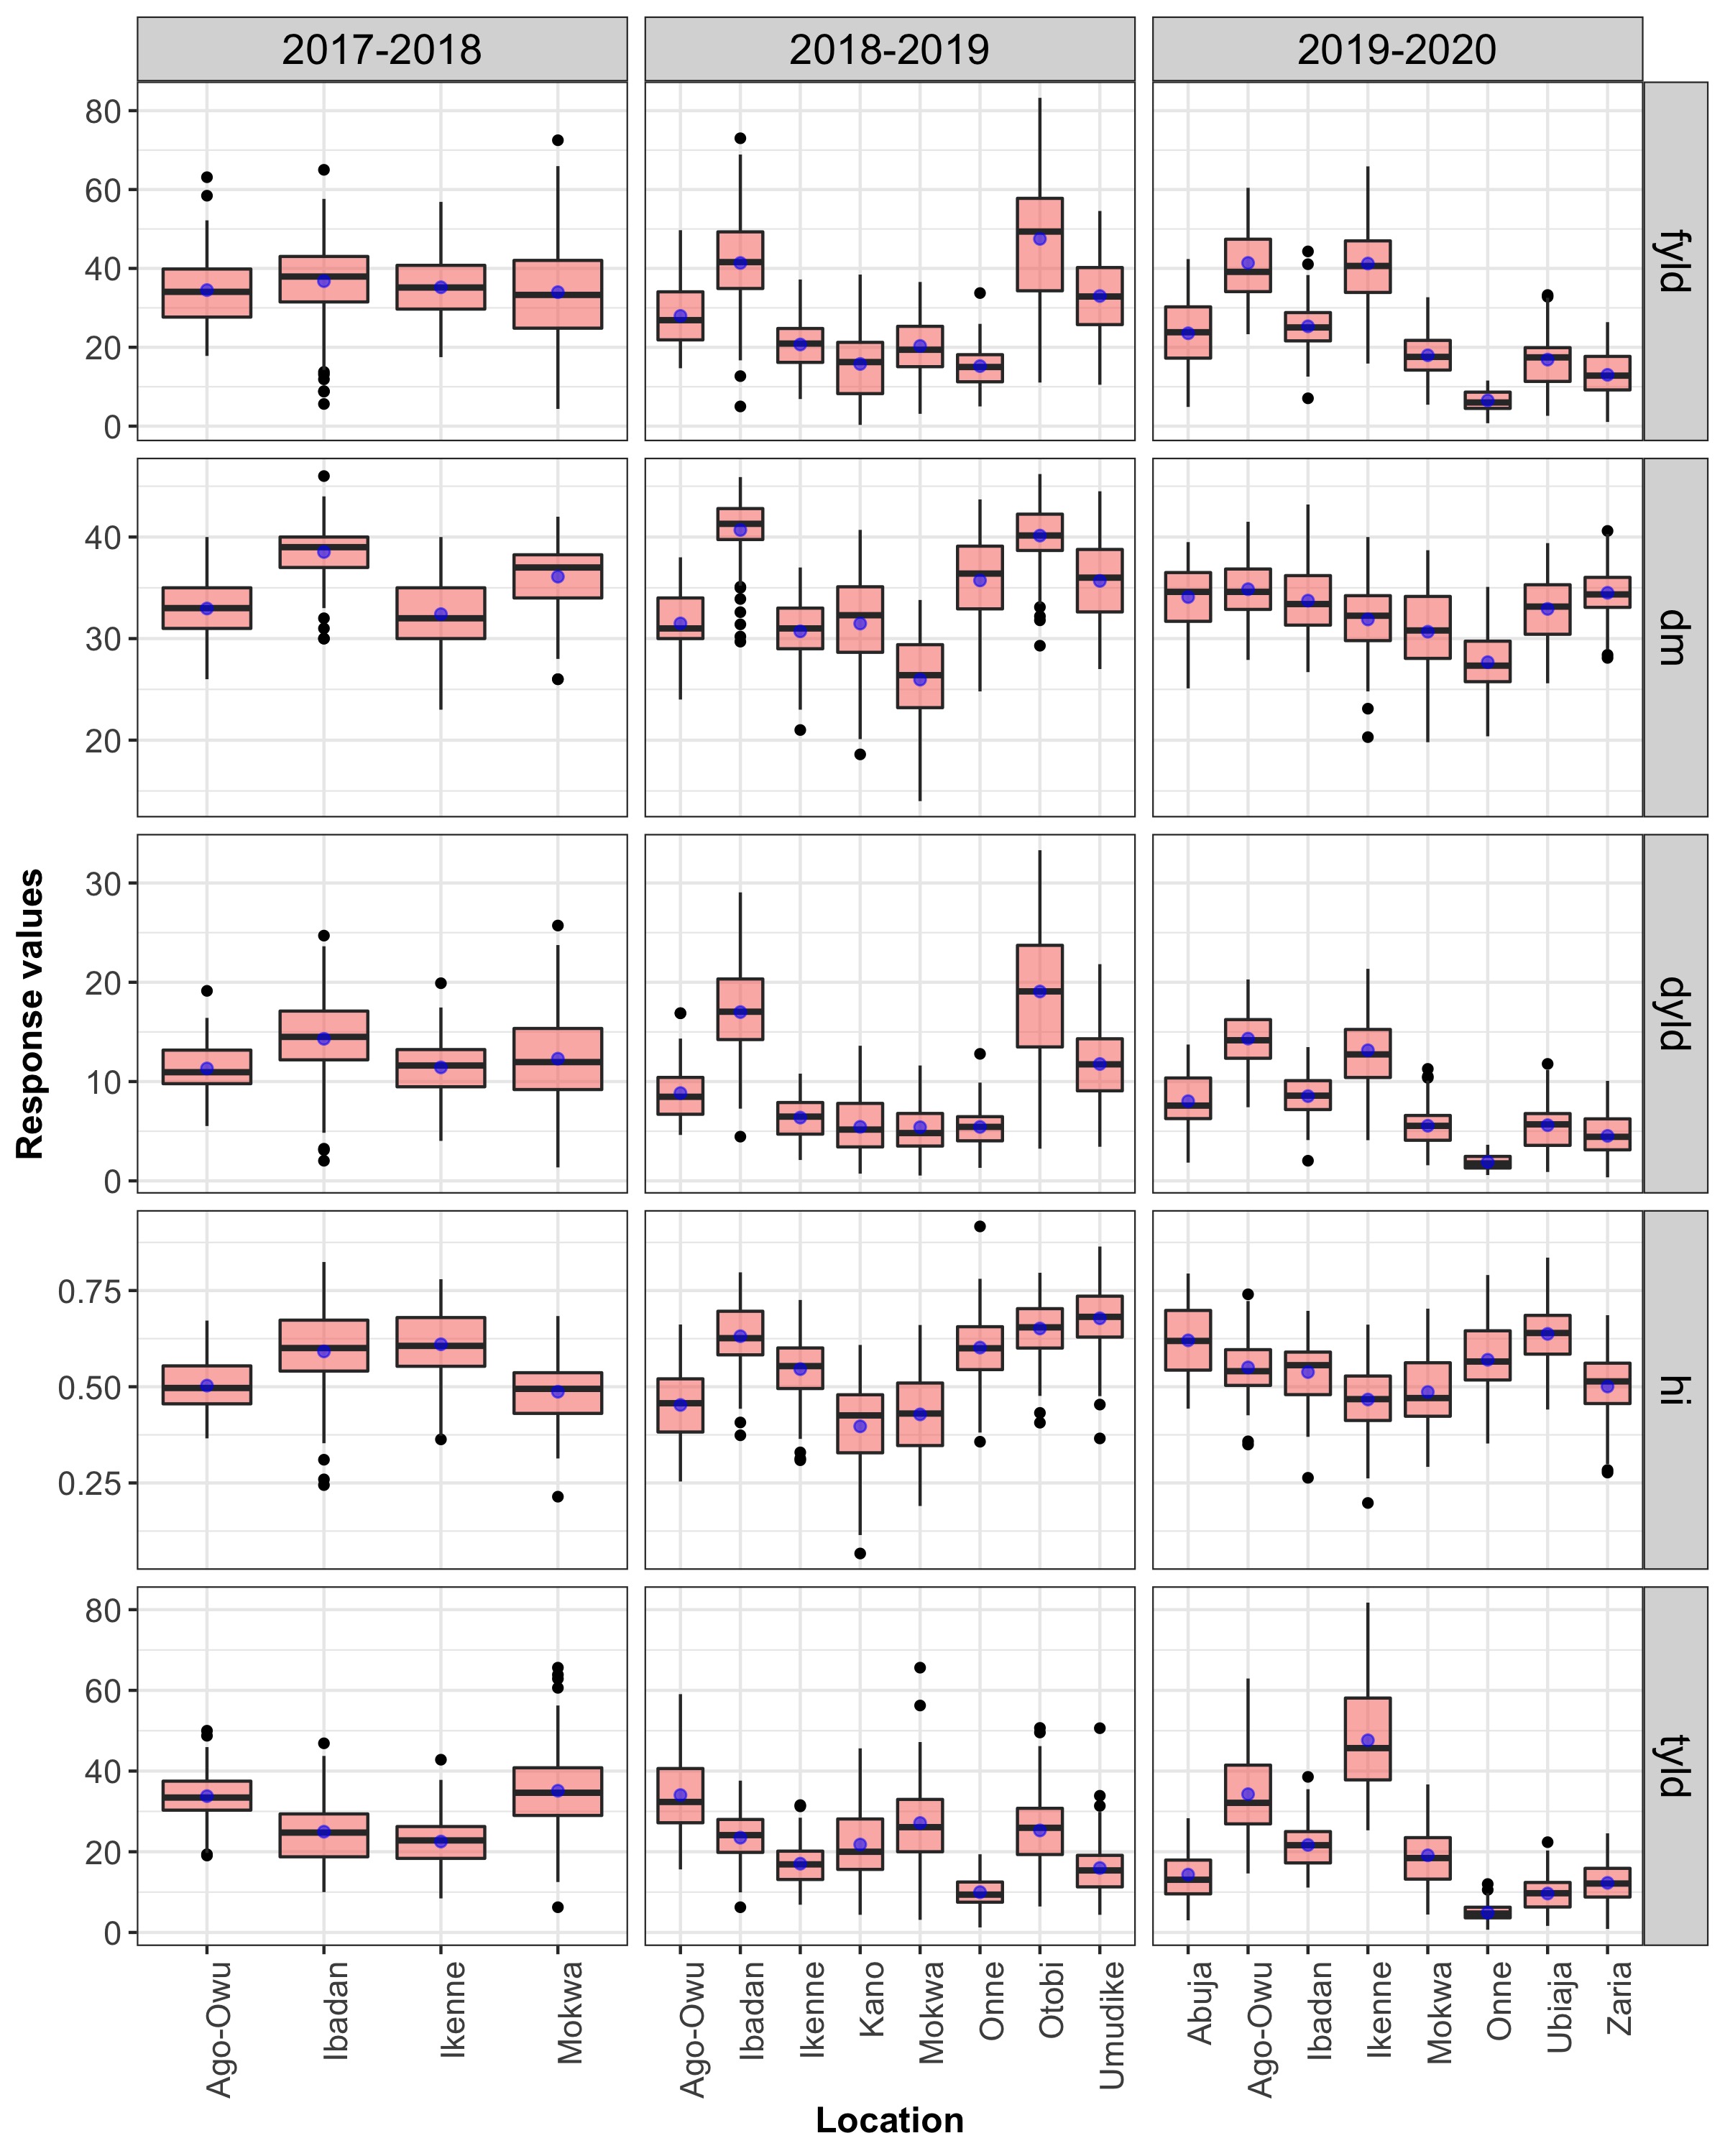 2017-2018 2018-2019 2019-2020
80
60
40
20
0
fyld
40
30
20
dm
Response values
30
20
10
0
dyld
0.75
0.50
0.25
hi
80
60
40
20
0
tyld
Ago-Owu Ibadan Ikenne Mokwa Ago-Owu Ibadan Ikenne Kano Mokwa Onne Otobi Umudike Abuja Ago-Owu Ibadan Ikenne Mokwa Onne Ubiaja Zaria
Location